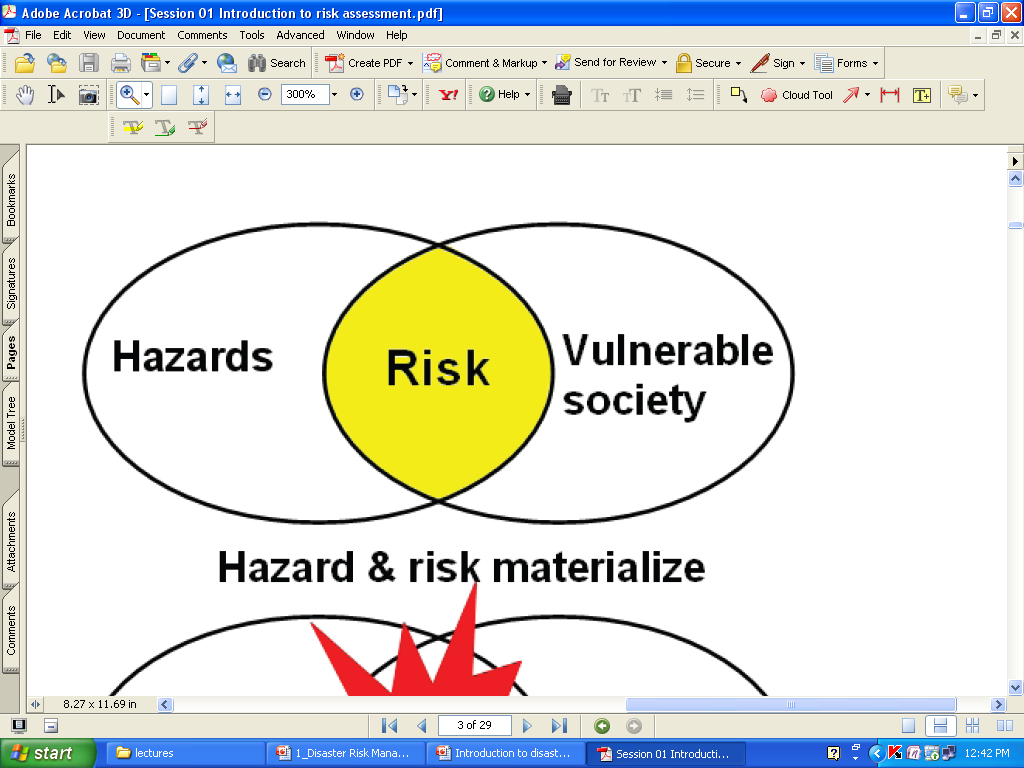 Adobe Acrobat 3D - [Session 01 Introduction to risk assessment.pdf]
File Edit View Document Comments Tools Advanced Window Help
Search Create PDF Comment & Markup Send for Review Secure Sign Forms
300% Y! Help Cloud Tool
Bookmarks
Signatures
Pages
Model Tree
Attachments
Comments
Hazards
Risk
Vulnerable
society
Hazard & risk materialize
8.27 x 11.69 in
3 of 29
start lectures 1_Disaster Risk Mana... Introduction to disast... Session 01 Introducti... 12:42 PM